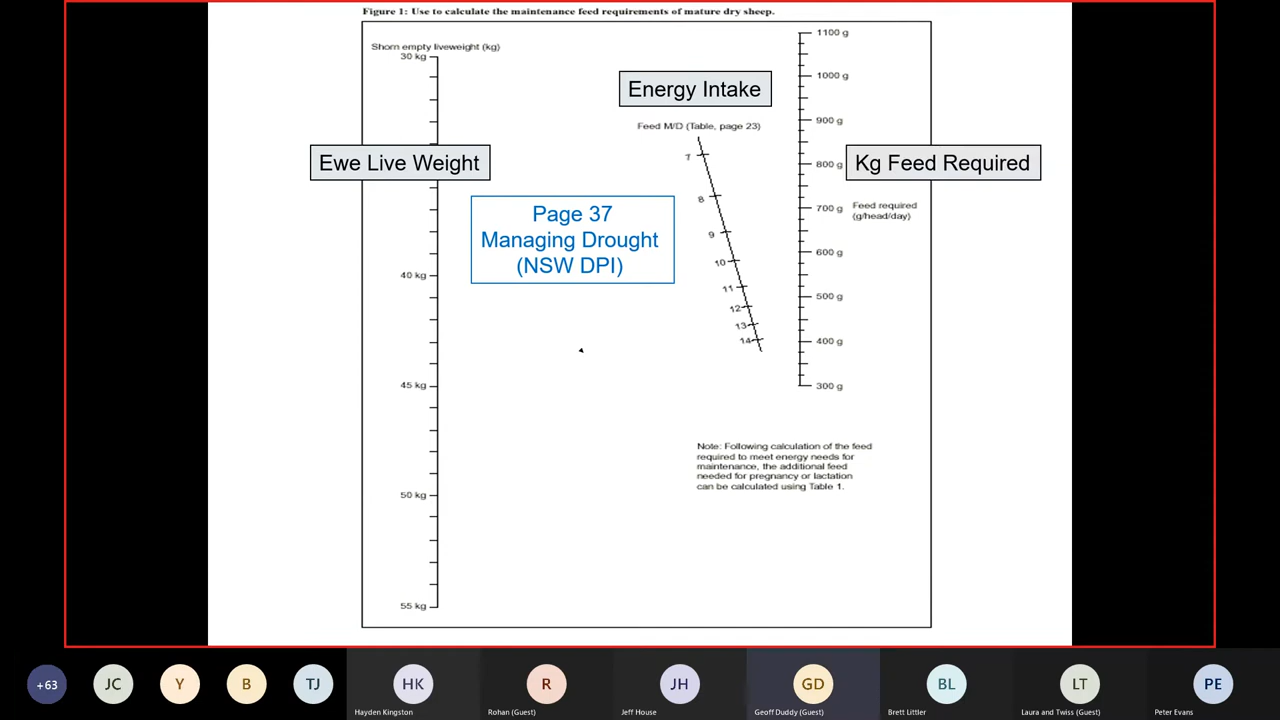 Figure 1: Use to calculate the maintenance feed requirements of mature dry sheep.
Shorn empty liveweight (kg)
30 kg
40 kg
45 kg
50 kg
55 kg
Ewe Live Weight
Page 37
Managing Drought
(NSW DPI)
Energy Intake
Feed M/D (Table, page 23)
7
8
9
10
11
12
13
14
1100 g
1000 g
900 g
800 g
700 g
600 g
500 g
400 g
300 g
Kg Feed Required
Feed required
(g/head/day)
Note: Following calculation of the feed
required to meet energy needs for
maintenance, the additional feed
needed for pregnancy or lactation
can be calculated using Table 1.
+63
JC
Y
B
TJ
HK
Hayden Kingston
R
Rohan (Guest)
JH
Jeff House
GD
Geoff Duddy (Guest)
BL
Brett Littler
LT
Laura and Twiss (Guest)
PE
Peter Evans